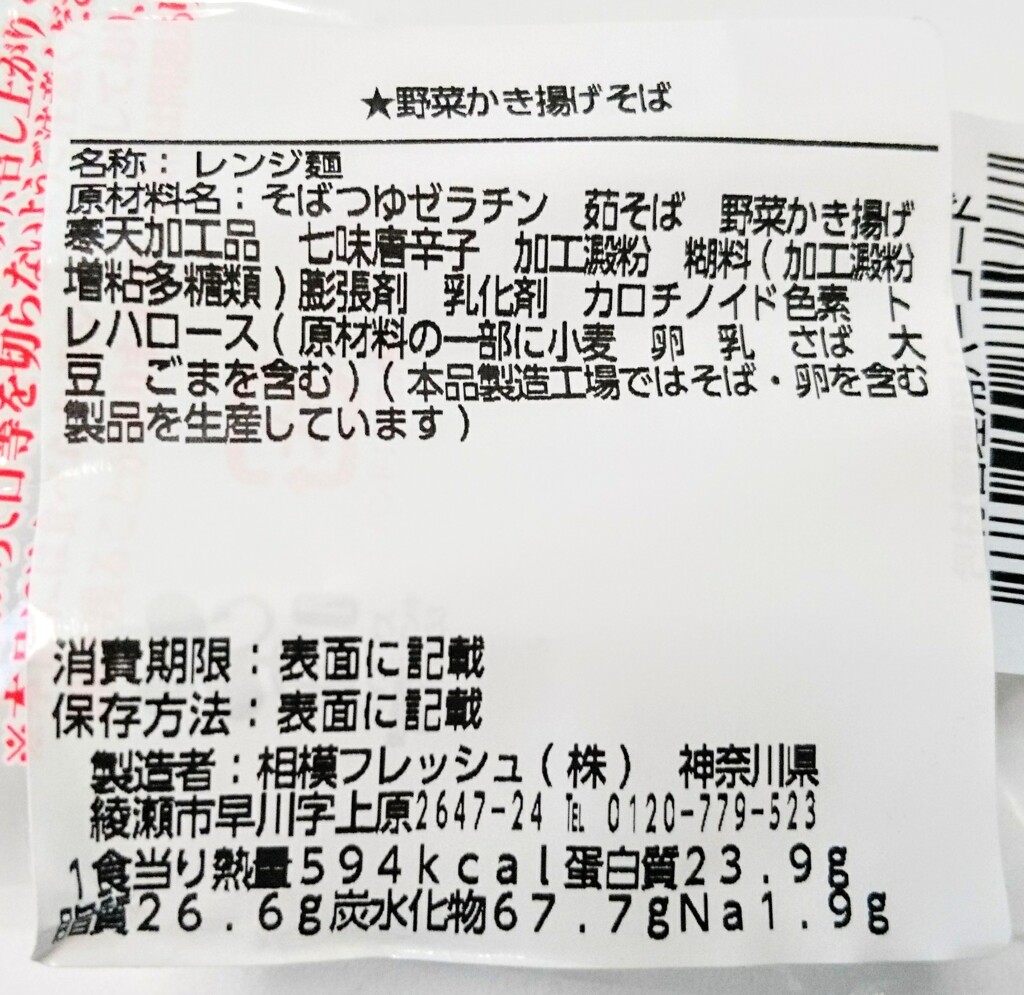 ★野菜かき揚げそば
名称：レンジ麺
原材料名：そばつゆゼラチン 茹そば 野菜かき揚げ
寒天加工品 七味唐辛子 加工澱粉 糊料（加工澱粉
増粘多糖類）膨張剤 乳化剤 カロチノイド色素 ト
レハロース（原材料の一部に小麦 卵 乳 さば 大
豆 ごまを含む）（本品製造工場ではそば・卵を含む
製品を生産しています）
消費期限：表面に記載
保存方法：表面に記載
製造者：相模フレッシュ（株） 神奈川県
綾瀬市早川字上原2647-24 ℡ 0120-779-523
1食当り熱量594kcal蛋白質23.9g
脂質26.6g炭水化物67.7gNa1.9g